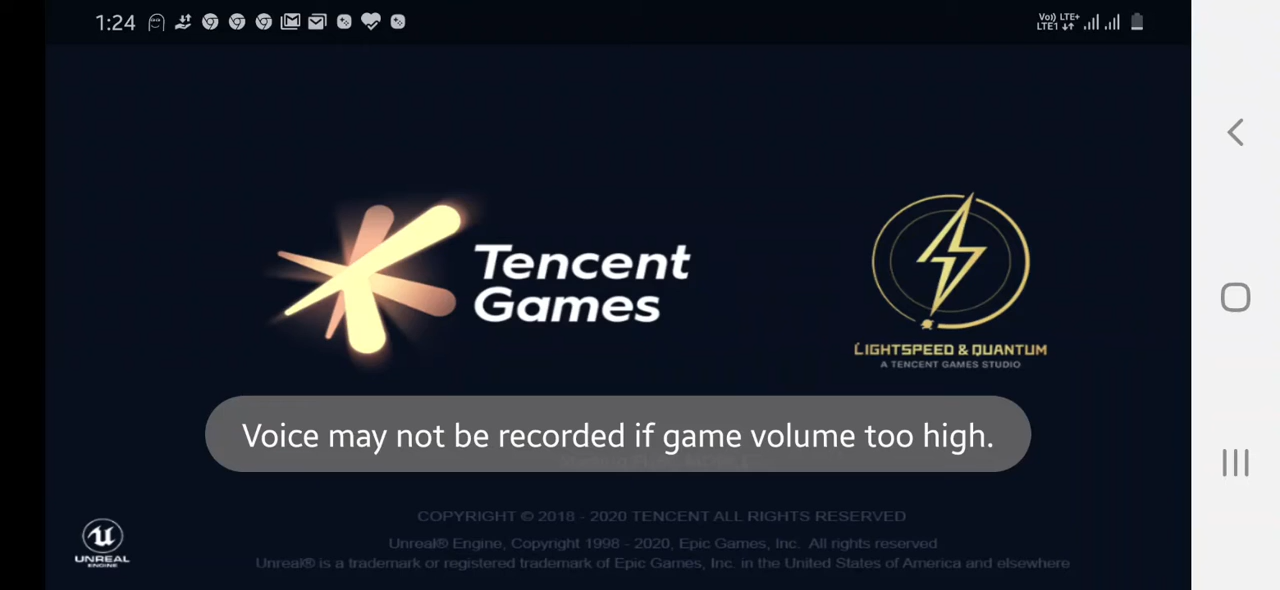 1:24
Vo)) LTE+
LTE1
Tencent
Games
LIGHTSPEED & QUANTUM
A TENCENT GAMES STUDIO
Voice may not be recorded if game volume too high.
COPYRIGHT © 2018 - 2020 TENCENT ALL RIGHTS RESERVED
Unreal® Engine, Copyright 1998 - 2020, Epic Games, Inc. All rights reserved
Unreal® is a trademark or registered trademark of Epic Games, Inc. in the United States of America and elsewhere
UNREAL
ENGINE